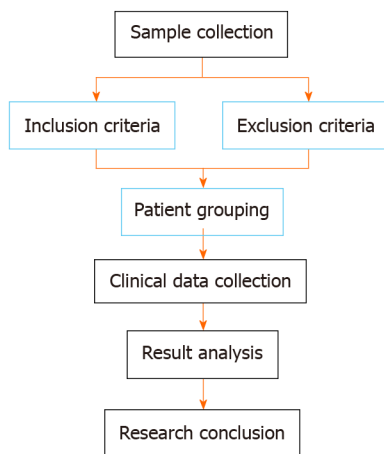 Sample collection
Inclusion criteria
Exclusion criteria
Patient grouping
Clinical data collection
Result analysis
Research conclusion